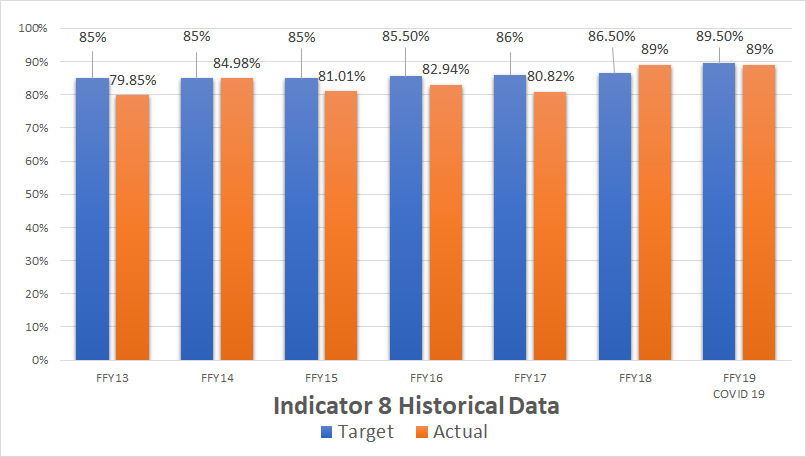 100%
90%
80%
70%
60%
50%
40%
30%
20%
10%
0%
85% 85% 85% 85.50% 86% 86.50% 89.50%
79.85% 84.98% 81.01% 82.94% 80.82% 89% 89%
FFY13 FFY14 FFY15 FFY16 FFY17 FFY18 FFY19
COVID 19
Indicator 8 Historical Data
Target Actual